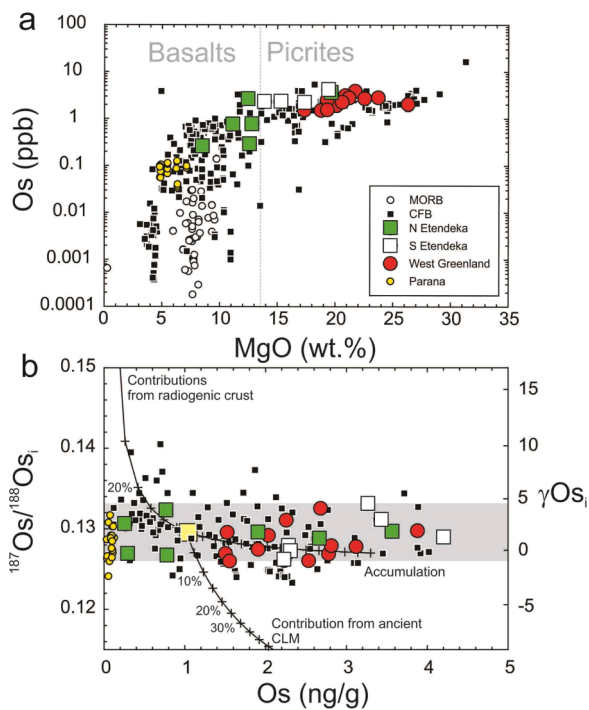 a
Basalts
Picrites
100
10
1
0.1
0.01
0.001
0.0001
Os (ppb)
MORB
CFB
N Etendeka
S Etendeka
West Greenland
Parana
0
5
10
15
20
25
30
35
MgO (wt.%)
b
0.15
0.14
0.13
0.12
187Os/188Osi
10
5
0
-5
γOsi
Contributions
from radiogenic crust
20%
Accumulation
10%
20%
30%
Contribution from ancient
CLM
0
1
2
3
4
5
Os (ng/g)